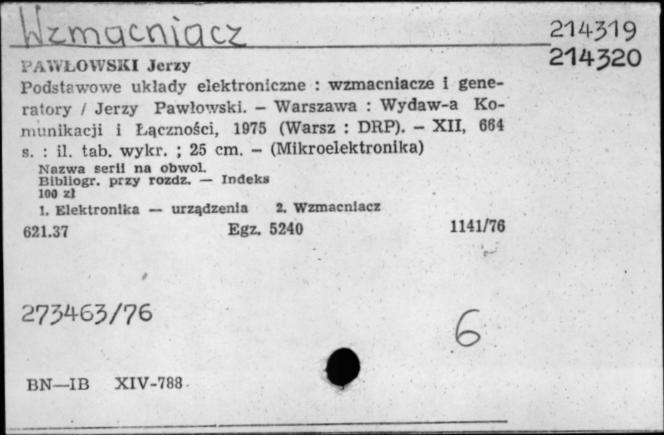 Wzmacniacz 214319
214320
PAWŁOWSKI Jerzy
Podstawowe układy elektroniczne : wzmacniacze i gene-
ratory / Jerzy Pawłowski. — Warszawa : Wydaw-a Ko-
munikacji i Łączności, 1975 (Warsz : DRP). — XII, 664
s. : il. tab. wykr. ; 25 cm. — (Mikroelektronika)
Nazwa serii na obwol.
Bibliogr. przy rozdz. — Indeks
100 zł
1. Elektronika — urządzenia 2. Wzmacniacz
621.37 Egz. 5240 1141/76
273463/76
6
BN—IB XIV-788